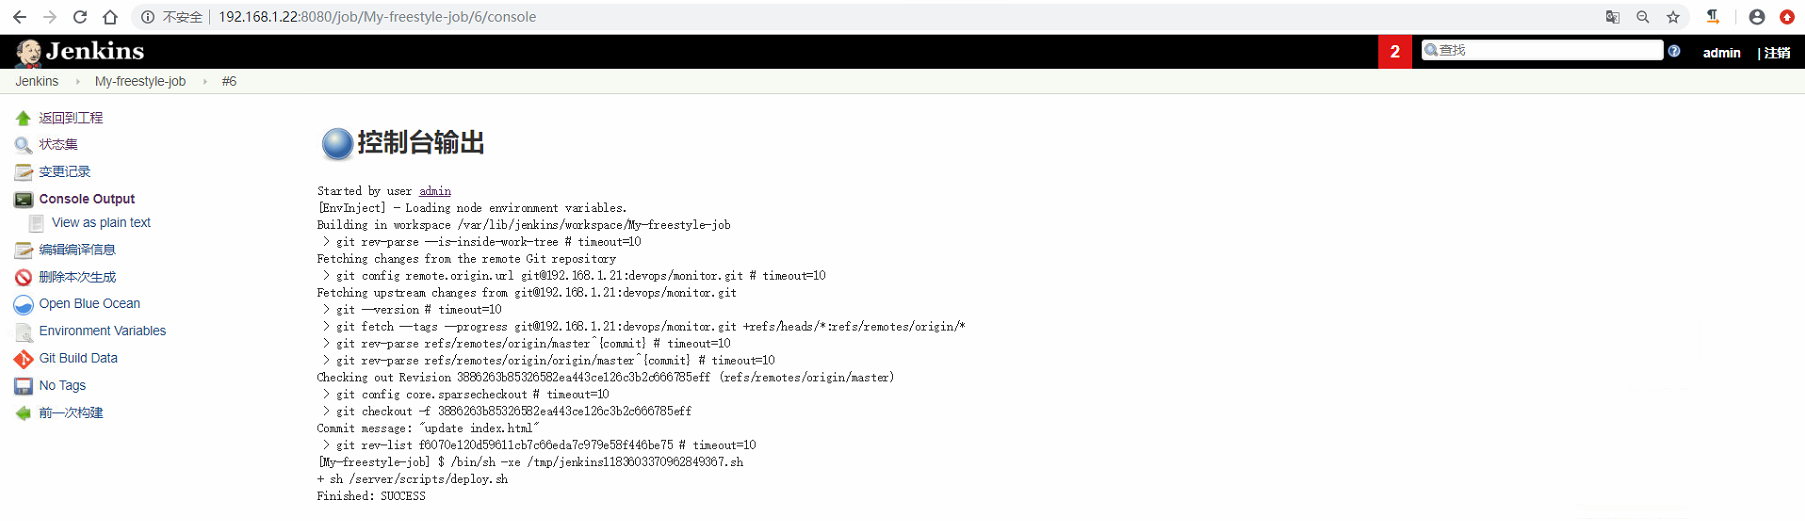 不安全 | 192.168.1.22:8080/job/My-freestyle-job/6/console
Jenkins
2
查找
admin
| 注销
Jenkins
My-freestyle-job
#6
返回到工程
状态集
变更记录
Console Output
View as plain text
编辑编译信息
删除本次生成
Open Blue Ocean
Environment Variables
Git Build Data
No Tags
前一次构建
控制台输出
Started by user admin
[EnvInject] - Loading node environment variables.
Building in workspace /var/lib/jenkins/workspace/My-freestyle-job
> git rev-parse --is-inside-work-tree # timeout=10
Fetching changes from the remote Git repository
> git config remote.origin.url git@192.168.1.21:devops/monitor.git # timeout=10
Fetching upstream changes from git@192.168.1.21:devops/monitor.git
> git --version # timeout=10
> git fetch --tags --progress git@192.168.1.21:devops/monitor.git +refs/heads/*:refs/remotes/origin/*
> git rev-parse refs/remotes/origin/master^{commit} # timeout=10
> git rev-parse refs/remotes/origin/origin/master^{commit} # timeout=10
Checking out Revision 3886263b85326582ea443ce126c3b2c666785eff (refs/remotes/origin/master)
> git config core.sparsecheckout # timeout=10
> git checkout -f 3886263b85326582ea443ce126c3b2c666785eff
Commit message: "update index.html"
> git rev-list f6070e120d59611cb7c66eda7c979e58f446be75 # timeout=10
[My-freestyle-job] $ /bin/sh -xe /tmp/jenkins1183603370962849367.sh
+ sh /server/scripts/deploy.sh
Finished: SUCCESS